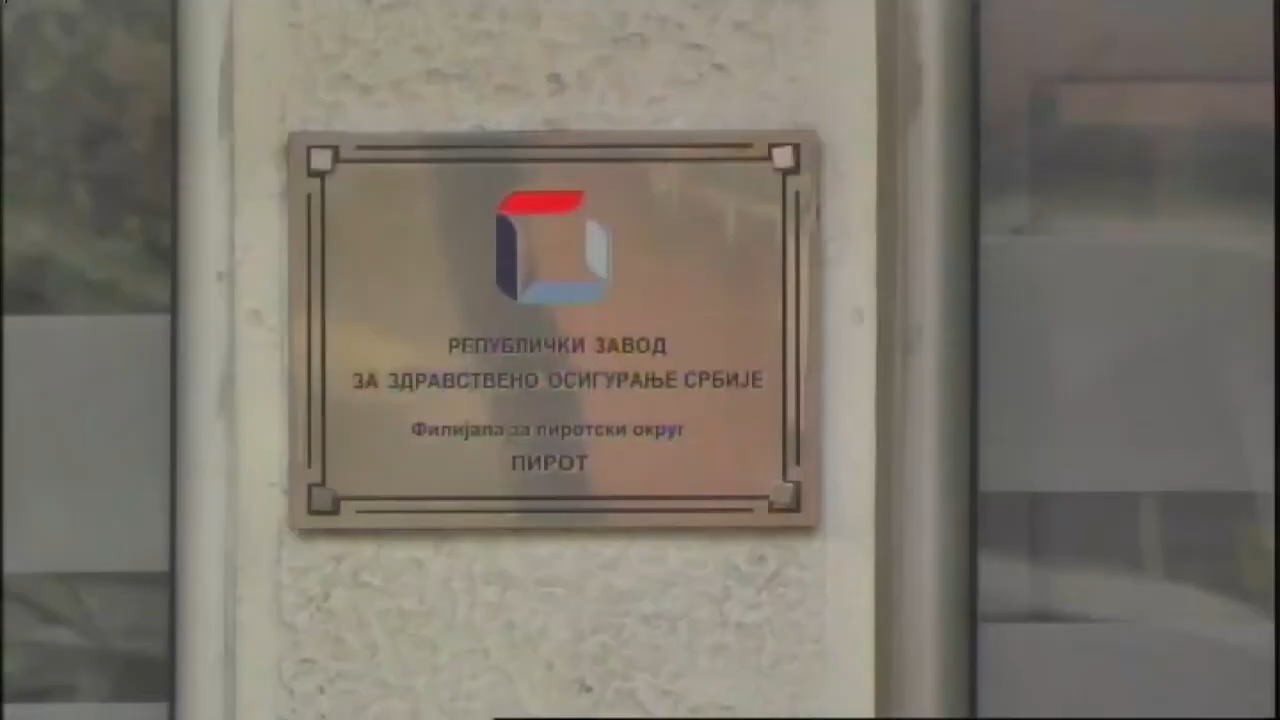 РЕПУБЛИЧКИ ЗАВОД
ЗА ЗДРАВСТВЕНО ОСИГУРАЊЕ СРБИЈЕ
Филијала за пиротски округ
ПИРОТ